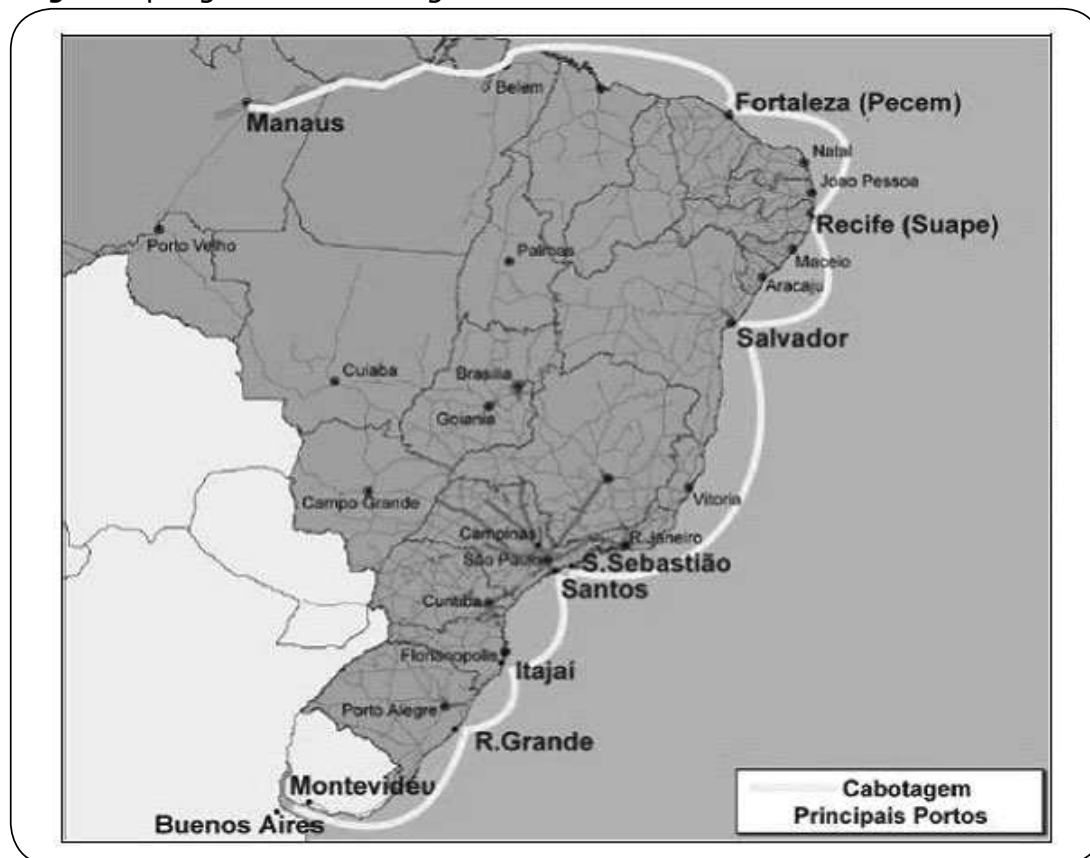 Belem
Manaus
Fortaleza (Pecem)
Natal
Joao Pessoa
Recife (Suape)
Porto Velho
Palmas
Maceio
Aracaju
Salvador
Cuiaba
Brasilia
Goiania
Campo Grande
Vitoria
Campinas
R.Janeiro
São Paulo
S.Sebastião
Santos
Curitiba
Florianopolis
Itajaí
Porto Alegre
R.Grande
Montevidéu
Buenos Aires
Cabotagem
Principais Portos